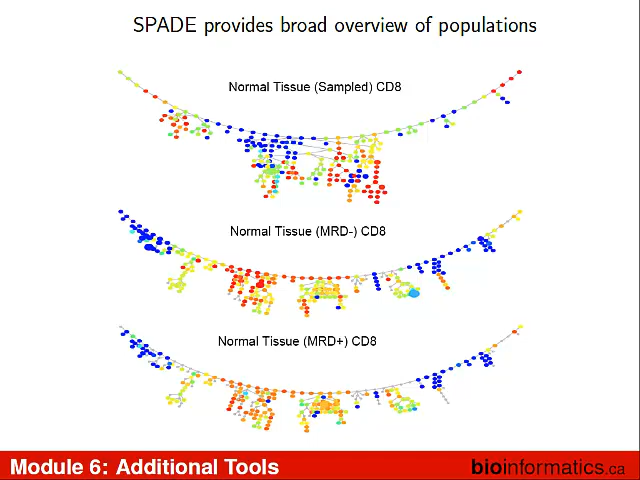 SPADE provides broad overview of populations
Normal Tissue (Sampled) CD8
Normal Tissue (MRD-) CD8
Normal Tissue (MRD+) CD8
Module 6: Additional Tools
bioinformatics.ca